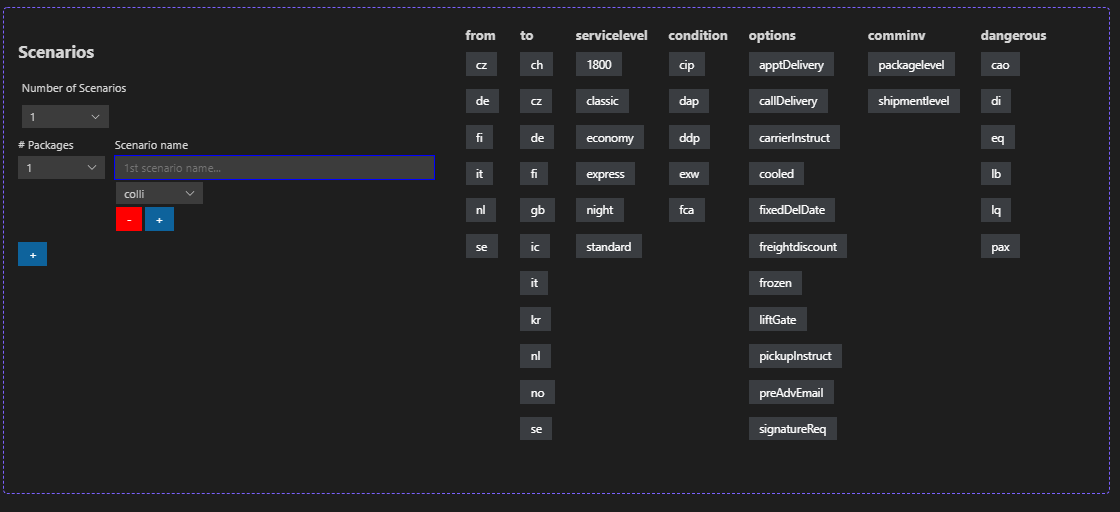 Scenarios
Number of Scenarios
1
# Packages
Scenario name
1
1st scenario name...
colli
-
+
+
from
cz
de
fi
it
nl
se
to
ch
cz
de
fi
gb
ic
it
kr
nl
no
se
servicelevel
1800
classic
economy
express
night
standard
condition
cip
dap
ddp
exw
fca
options
apptDelivery
callDelivery
carrierInstruct
cooled
fixedDelDate
freightdiscount
frozen
liftGate
pickupInstruct
preAdvEmail
signatureReq
comminv
packagelevel
shipmentlevel
dangerous
cao
di
eq
lb
lq
pax